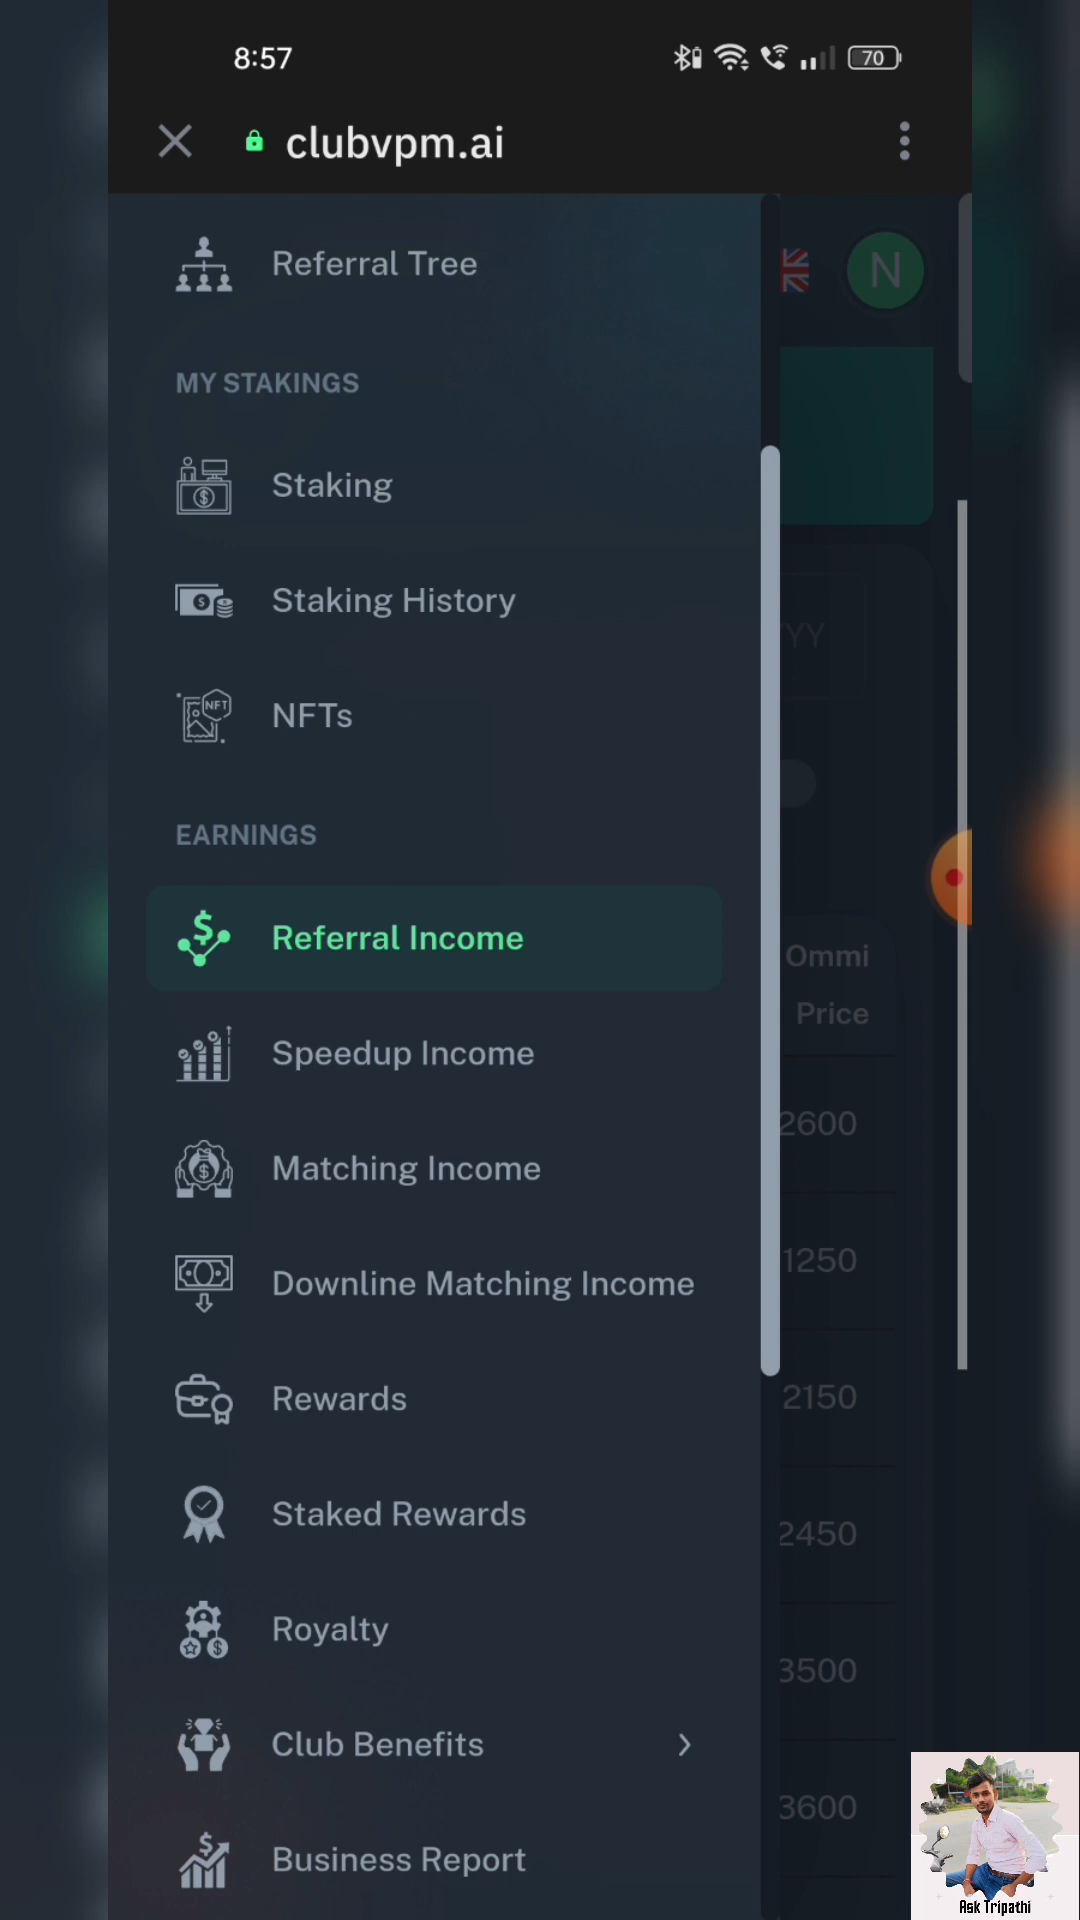 8:57
70
clubvpm.ai
N
Referral Tree
MY STAKINGS
Staking
Staking History
YY
NFT
NFTs
EARNINGS
Referral Income
Ommi
Price
Speedup Income
2600
Matching Income
1250
Downline Matching Income
2150
Rewards
Staked Rewards
2450
Royalty
3500
Club Benefits
3600
Business Report
Ask Tripathi